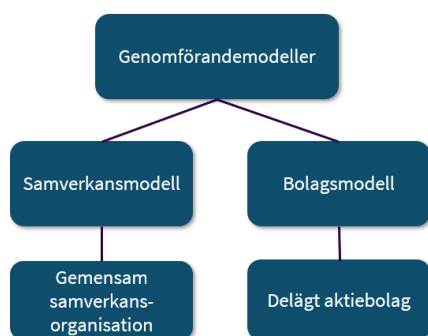 Genomförandemodeller
Samverkansmodell
Bolagsmodell
Gemensam
samverkans-
organisation
Delägt aktiebolag